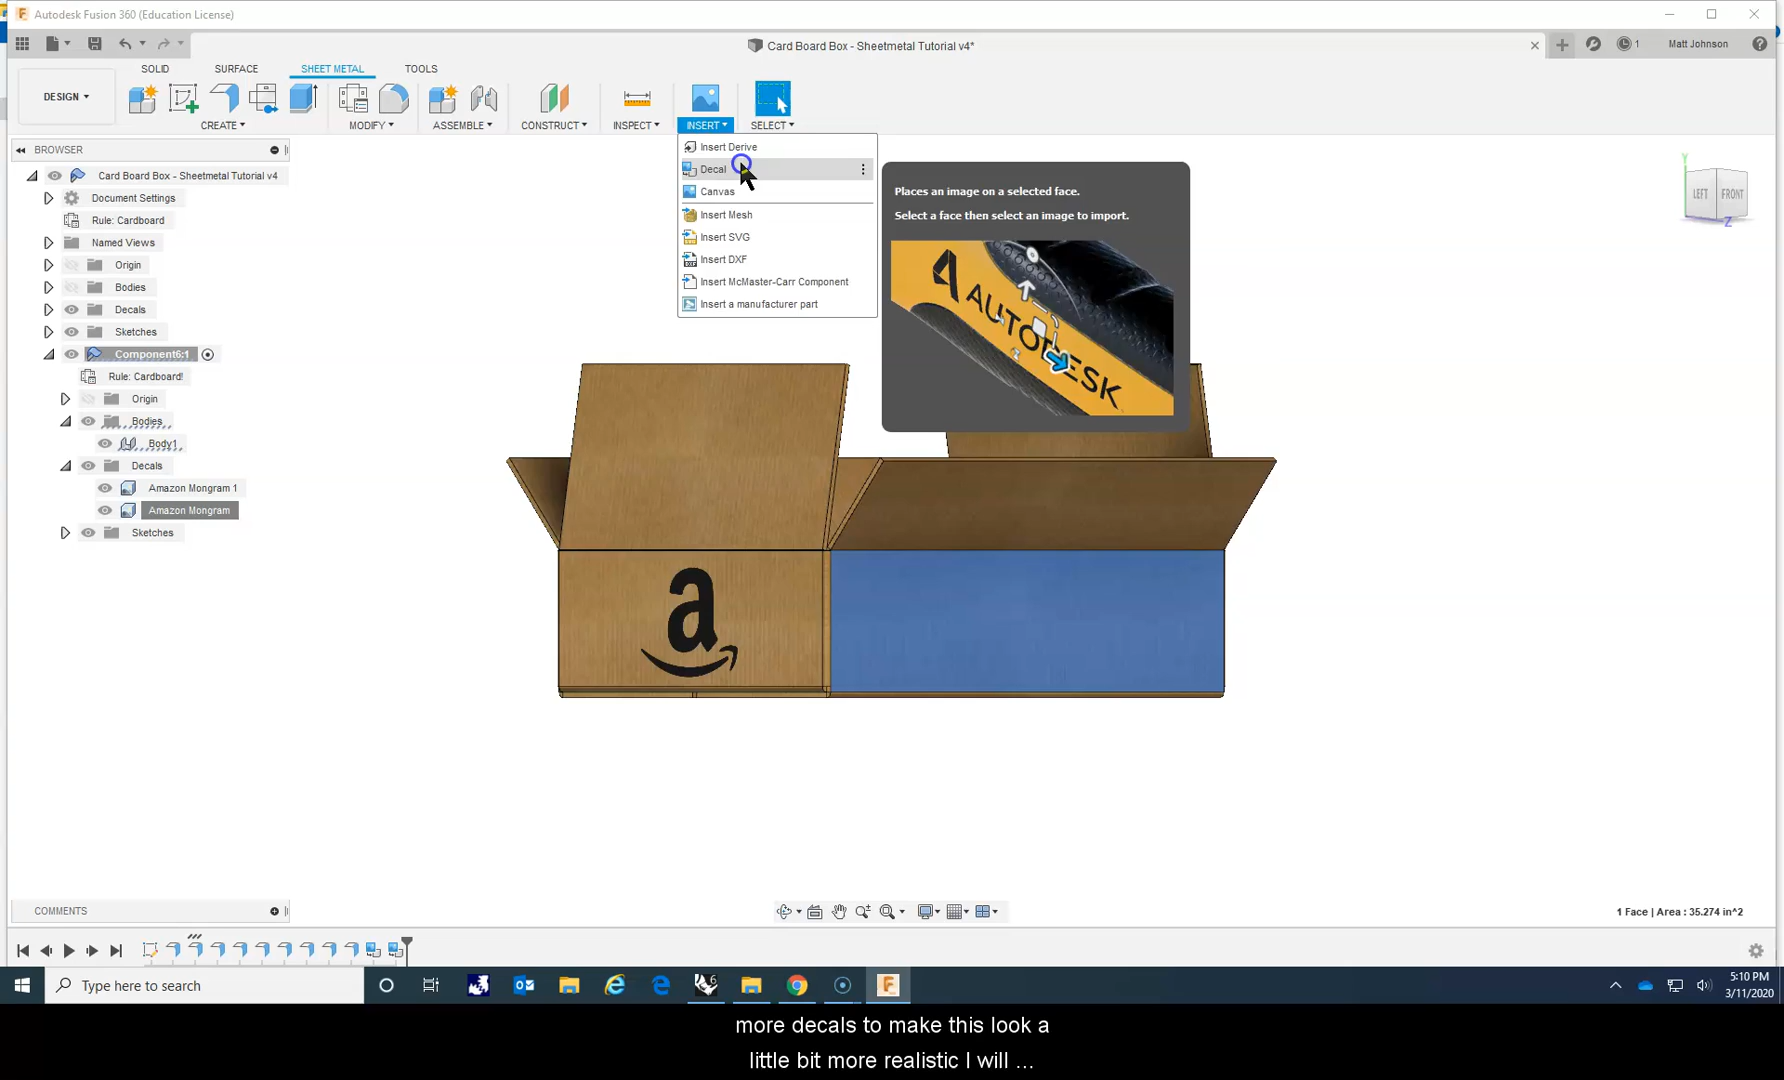 Autodesk Fusion 360 (Education License)
Card Board Box - Sheetmetal Tutorial v4*
1
Matt Johnson
DESIGN
SOLID
SURFACE
SHEET METAL
TOOLS
CREATE
MODIFY
ASSEMBLE
CONSTRUCT
INSPECT
INSERT
SELECT
BROWSER
Card Board Box - Sheetmetal Tutorial v4
Document Settings
Rule: Cardboard
Named Views
Origin
Bodies
Decals
Sketches
Component6:1
Rule: Cardboard!
Origin
Bodies
Body1
Decals
Amazon Mongram 1
Amazon Mongram
Sketches
Insert Derive
Decal
Canvas
Insert Mesh
Insert SVG
Insert DXF
Insert McMaster-Carr Component
Insert a manufacturer part
Places an image on a selected face.
Select a face then select an image to import.
AUTODESK
Y
LEFT
FRONT
Z
a
COMMENTS
1 Face | Area : 35.274 in^2
Type here to search
5:10 PM
3/11/2020
more decals to make this look a
little bit more realistic I will ...